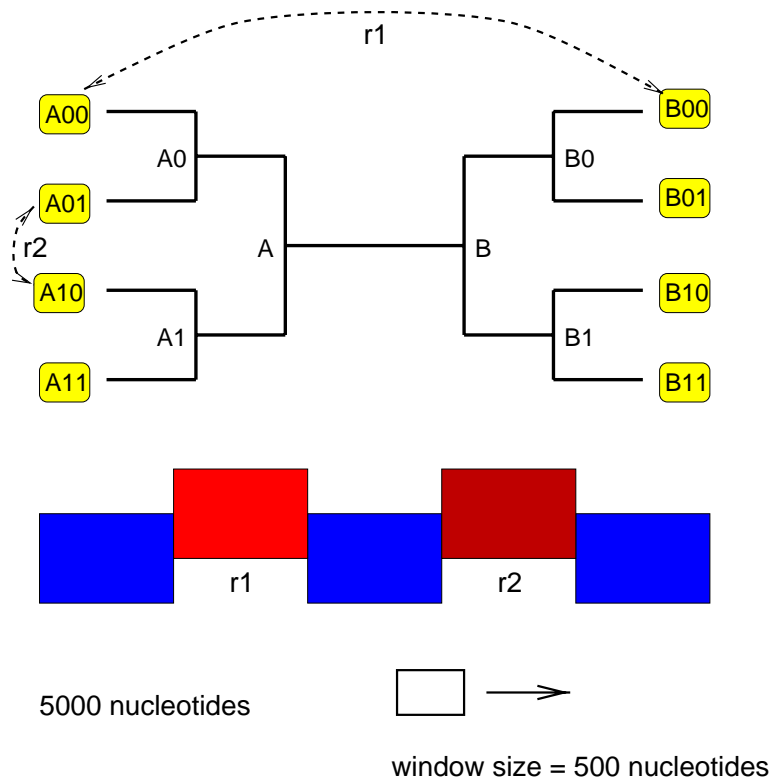 r1
A00
B00
A0
B0
A01
B01
r2
A
B
A10
B10
A1
B1
A11
B11
r1
r2
5000 nucleotides
window size = 500 nucleotides